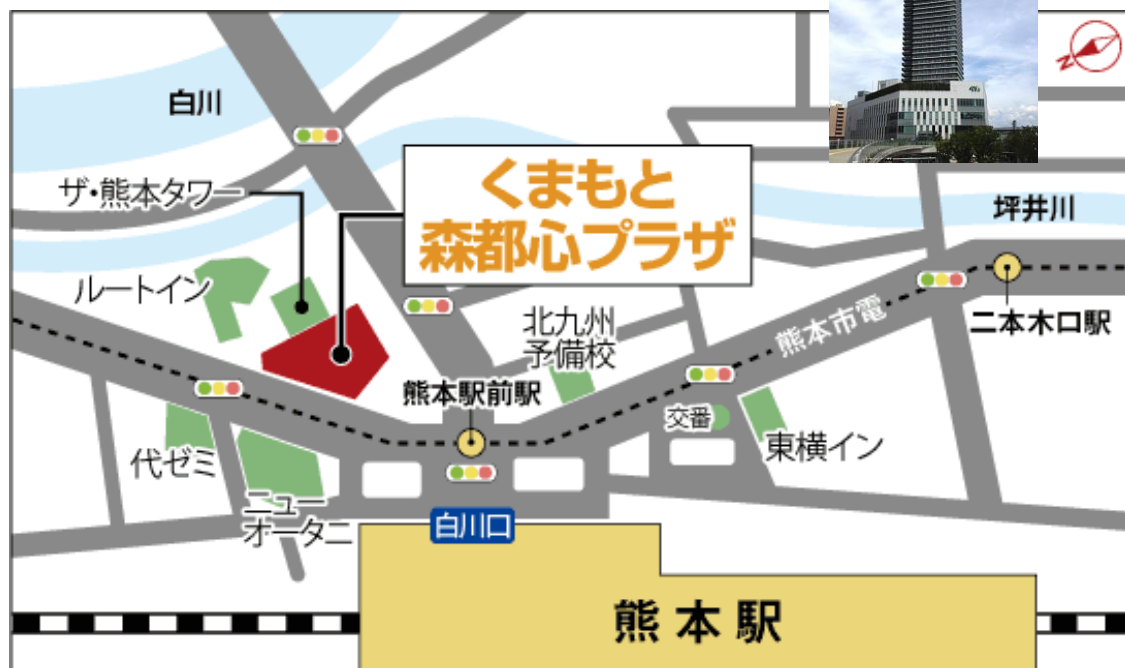 白川
ザ・熊本タワー
くまもと
森都心プラザ
坪井川
ルートイン
北九州
予備校
熊本市電
二本木口駅
熊本駅前駅
交番
東横イン
代ゼミ
ニュー
オータニ
白川口
熊本駅
N